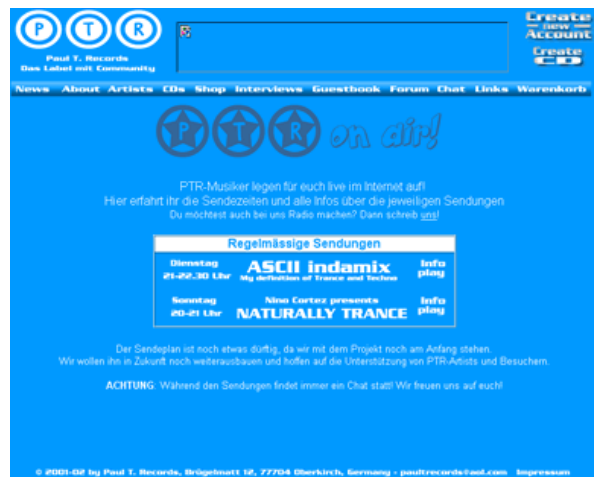 PTR
Paul T. Records
Das Label mit Community
Create
new
Account
Create
CD
News About Artists CDs Shop Interviews Guestbook Forum Chat Links Warenkorb
PTR on air!
PTR-Musiker legen für euch live im Internet auf!
Hier erfahrt ihr die Sendezeiten und alle Infos über die jeweiligen Sendungen
Du möchtest auch bei uns Radio machen? Dann schreib uns!
Regelmässige Sendungen
Dienstag
21-22.30 Uhr
ASCII indamix
My definition of Trance and Techno
Info
play
Sonntag
20-21 Uhr
Nino Cortez presents
NATURALLY TRANCE
Info
play
Der Sendeplan ist noch etwas dürftig, da wir mit dem Projekt noch am Anfang stehen.
Wir wollen ihn in Zukunft noch weiterausbauen und hoffen auf die Unterstützung von PTR-Artists und Besuchern.
ACHTUNG: Während den Sendungen findet immer ein Chat statt! Wir freuen uns auf euch!
© 2001-02 by Paul T. Records, Brügelmatt 12, 77704 Oberkirch, Germany - paultrecords@aol.com Impressum